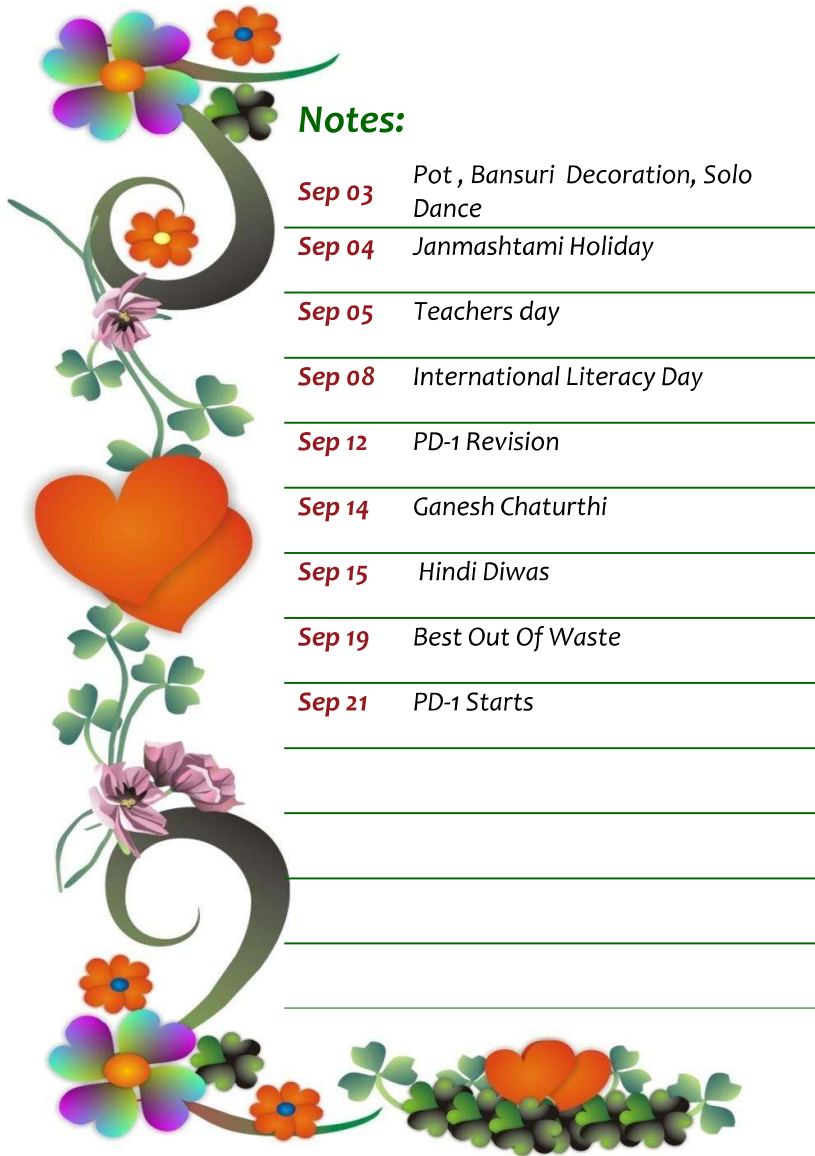 Notes:
Sep 03 Pot , Bansuri Decoration, Solo
Dance
Sep 04 Janmashtami Holiday
Sep 05 Teachers day
Sep 08 International Literacy Day
Sep 12 PD-1 Revision
Sep 14 Ganesh Chaturthi
Sep 15 Hindi Diwas
Sep 19 Best Out Of Waste
Sep 21 PD-1 Starts